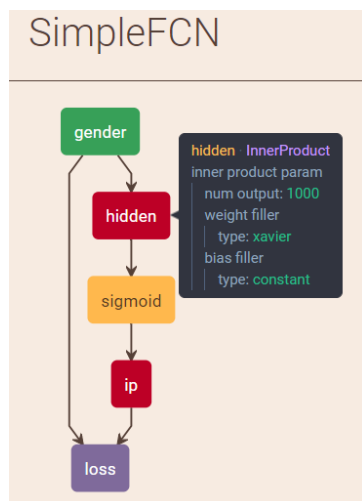 SimpleFCN
gender
hidden · InnerProduct
inner product param
num output: 1000
weight filler
type: xavier
bias filler
type: constant
hidden
sigmoid
ip
loss